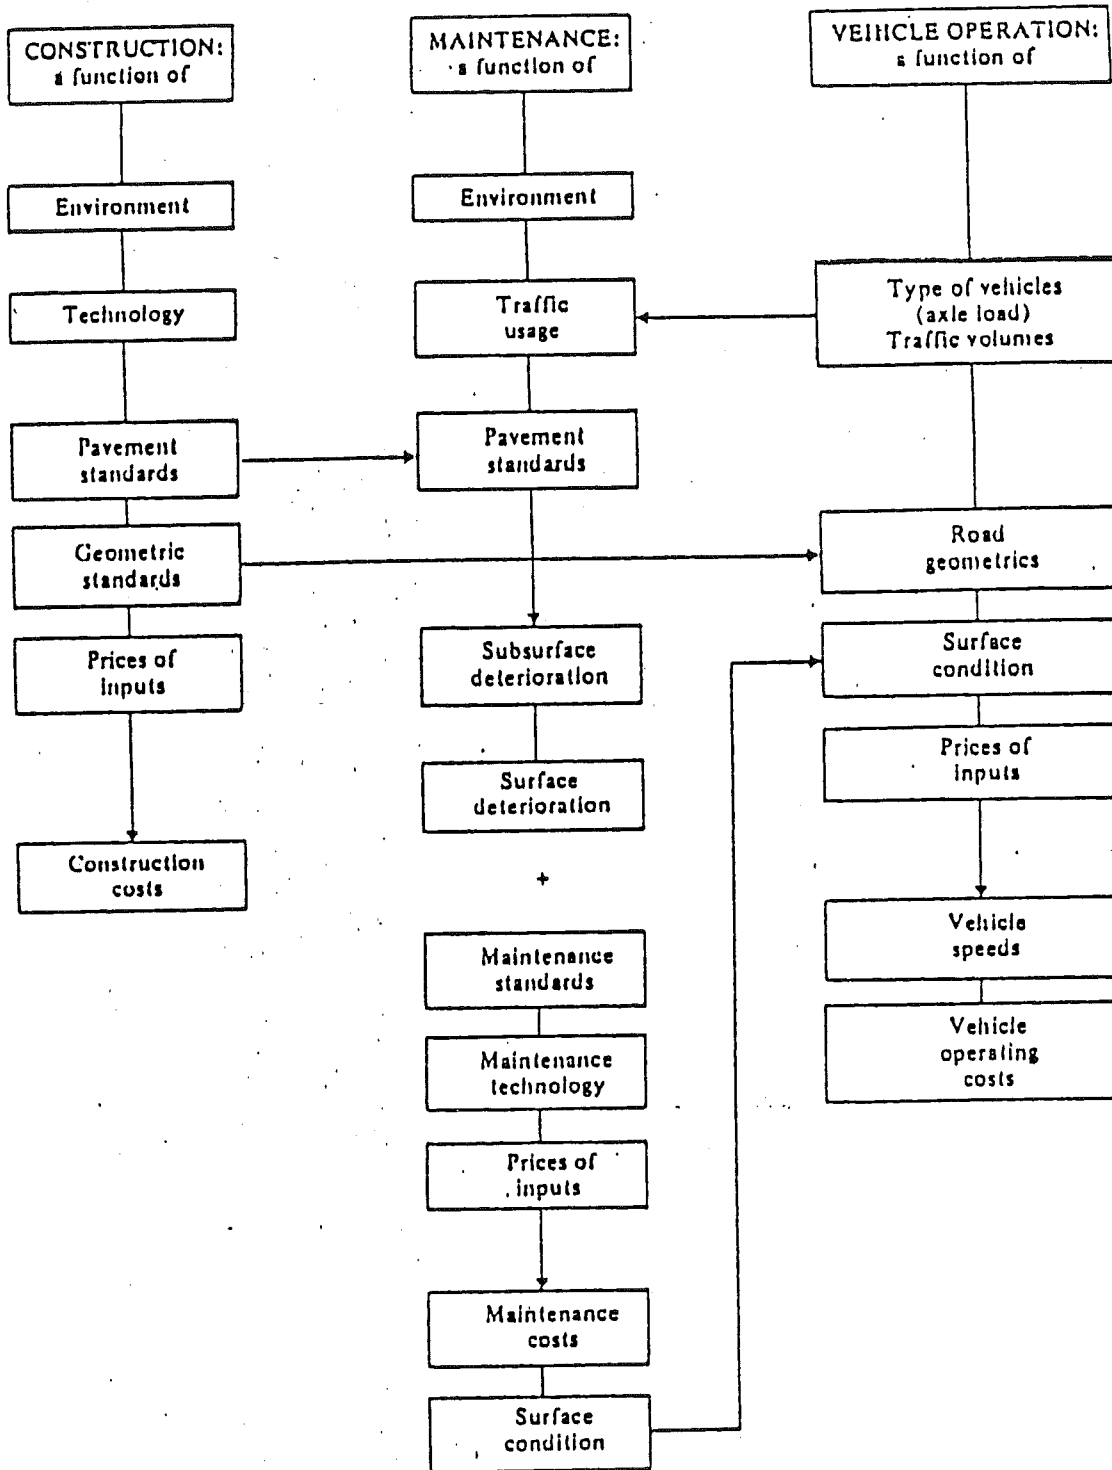 CONSTRUCTION:
a function of
Environment
Technology
Pavement
standards
Geometric
standards
Prices of
inputs
Construction
costs
MAINTENANCE:
a function of
Environment
Traffic
usage
Pavement
standards
Subsurface
deterioration
Surface
deterioration
+
Maintenance
standards
Maintenance
technology
Prices of
inputs
Maintenance
costs
Surface
condition
VEHICLE OPERATION:
a function of
Type of vehicles
(axle load)
Traffic volumes
Road
geometrics
Surface
condition
Prices of
inputs
Vehicle
speeds
Vehicle
operating
costs